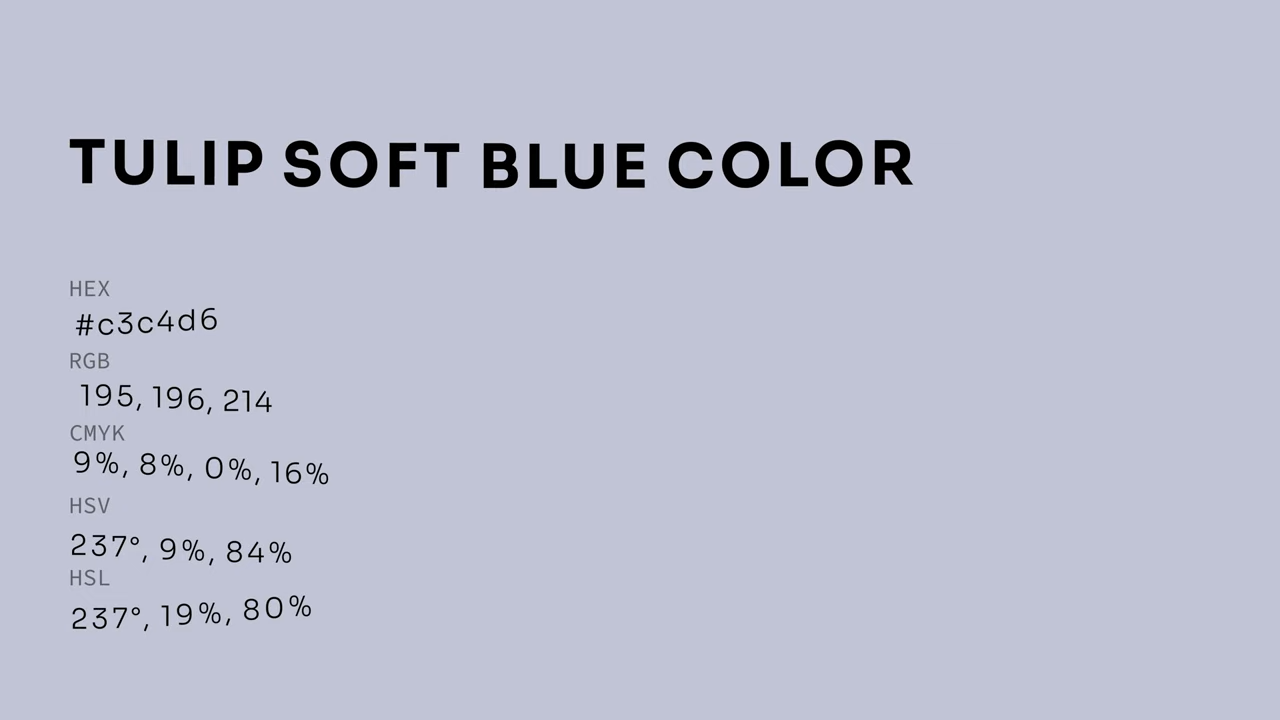 TULIP SOFT BLUE COLOR
HEX
#c3c4d6
RGB
195, 196, 214
CMYK
9%, 8%, 0%, 16%
HSV
237°, 9%, 84%
HSL
237°, 19%, 80%